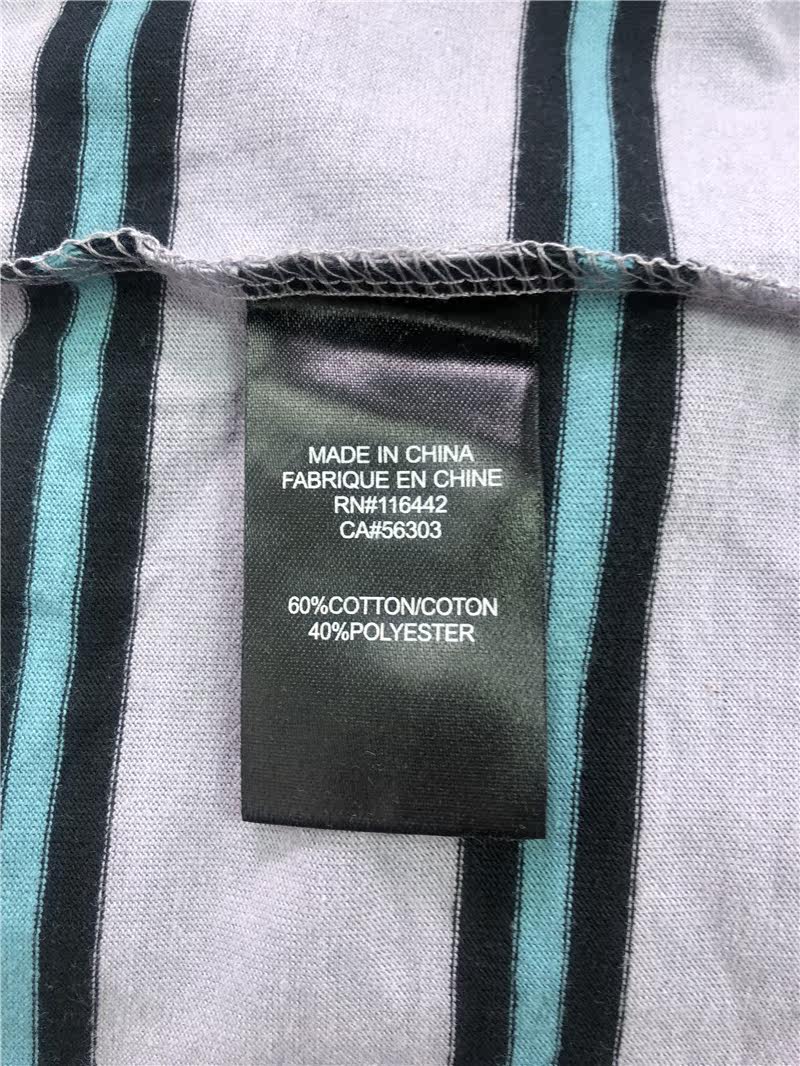 MADE IN CHINA
FABRIQUE EN CHINE
RN#116442
CA#56303
60%COTTON/COTON
40%POLYESTER